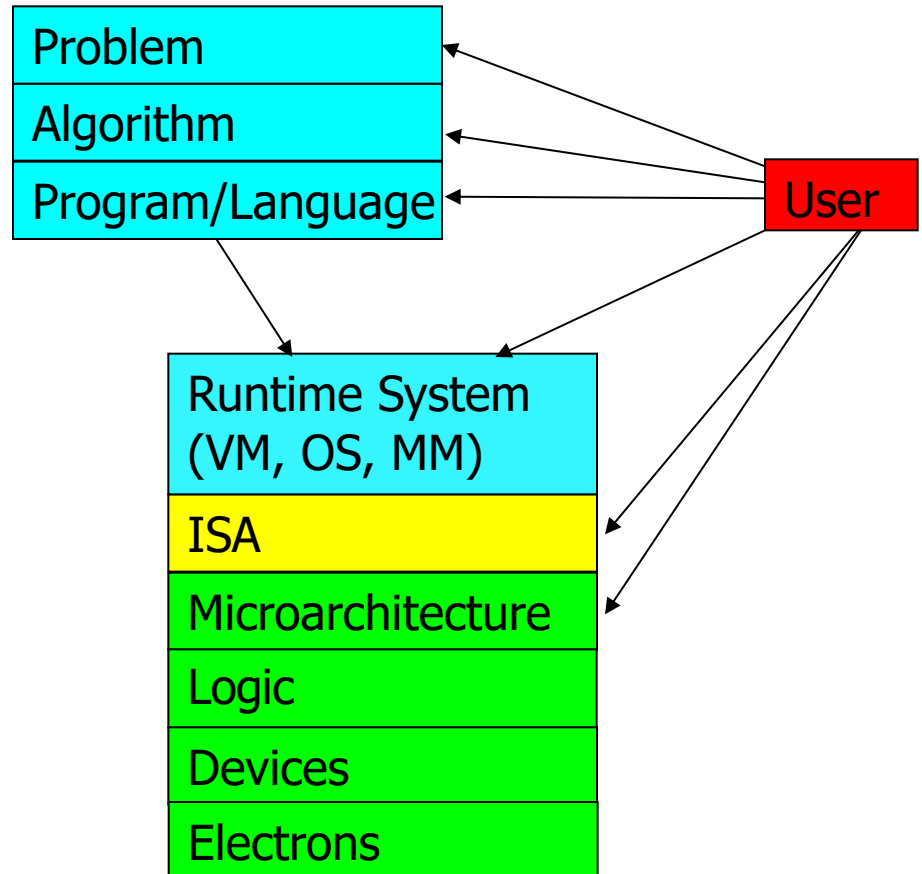 Problem
Algorithm
Program/Language
User
Runtime System
(VM, OS, MM)
ISA
Microarchitecture
Logic
Devices
Electrons